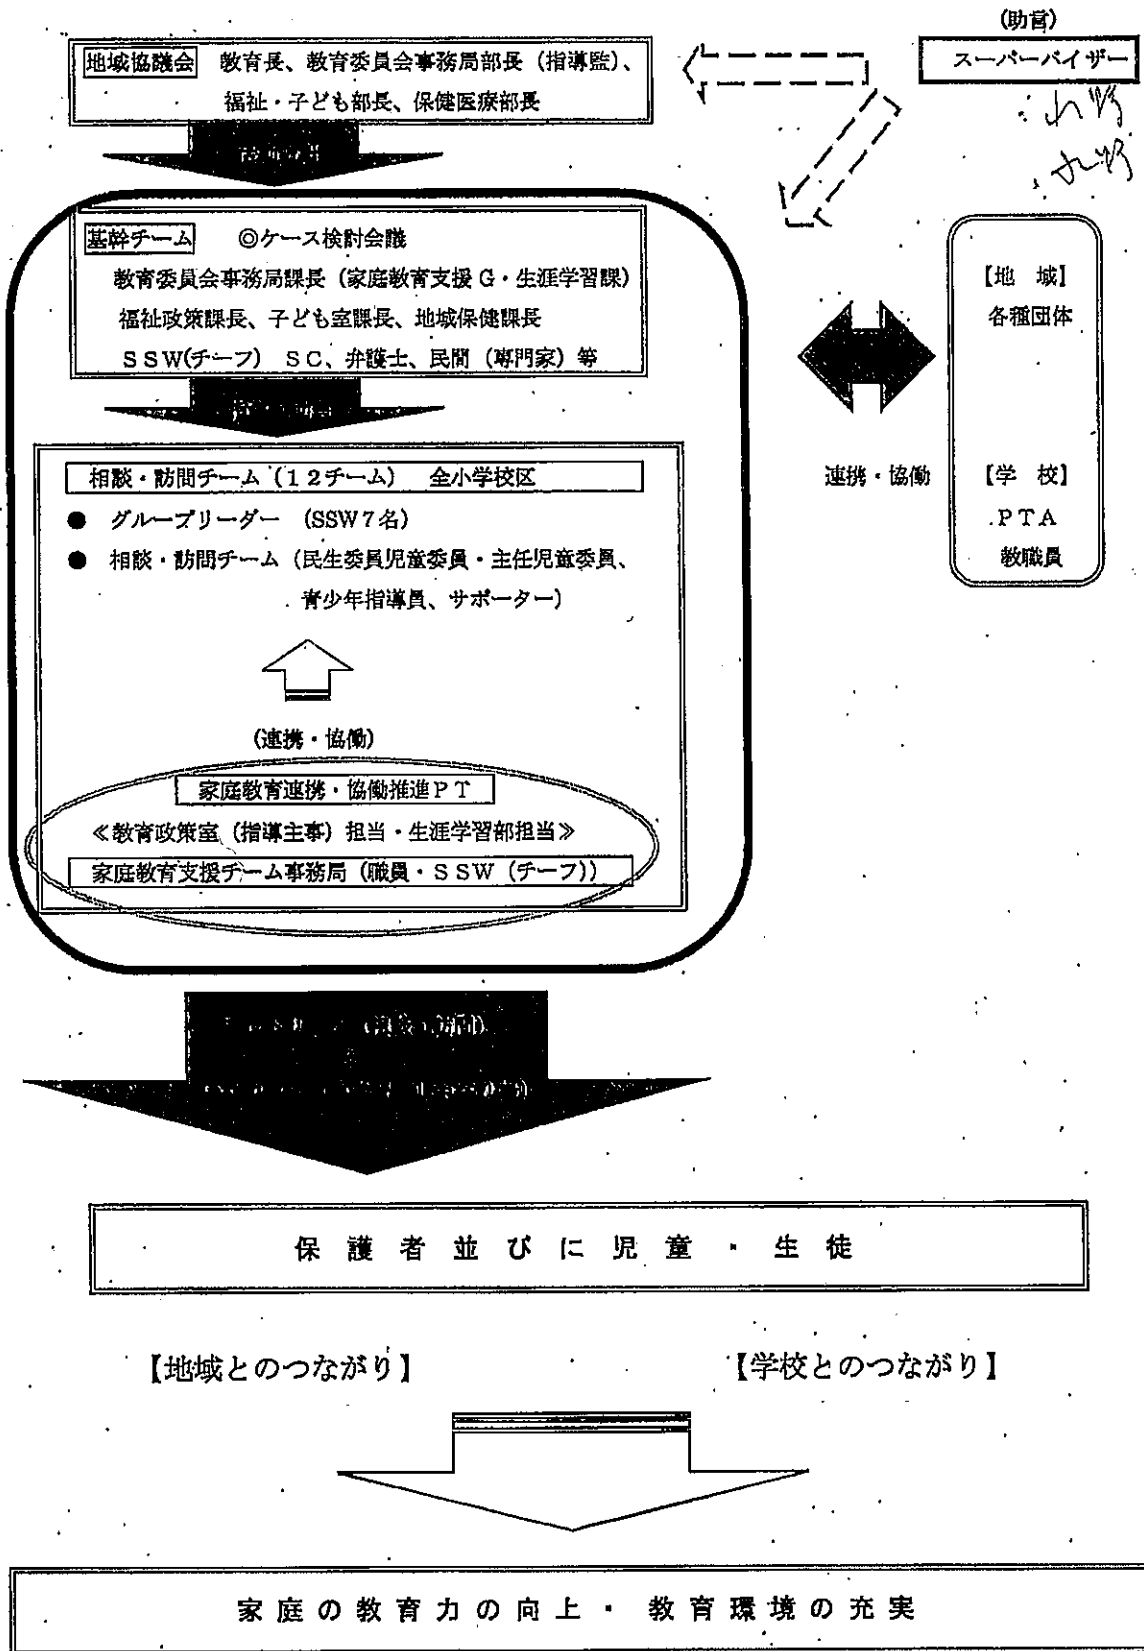 (助言)
スーパーバイザー
地域協議会 教育長、教育委員会事務局部長(指導監)、
福祉・子ども部長、保健医療部長
基幹チーム ◎ケース検討会議
教育委員会事務局課長(家庭教育支援G・生涯学習課)
福祉政策課長、子ども室課長、地域保健課長
SSW(チーフ) SC、弁護士、民間(専門家)等
相談・訪問チーム(12チーム) 全小学校区
● グループリーダー (SSW7名)
● 相談・訪問チーム(民生委員児童委員・主任児童委員、
青少年指導員、サポーター)
(連携・協働)
家庭教育連携・協働推進PT
≪教育政策室(指導主事)担当・生涯学習部担当≫
家庭教育支援チーム事務局(職員・SSW(チーフ))
連携・協働
【地 域】
各種団体
【学 校】
PTA
教職員
保護者並びに児童・生徒
【地域とのつながり】 【学校とのつながり】
家庭の教育力の向上・教育環境の充実